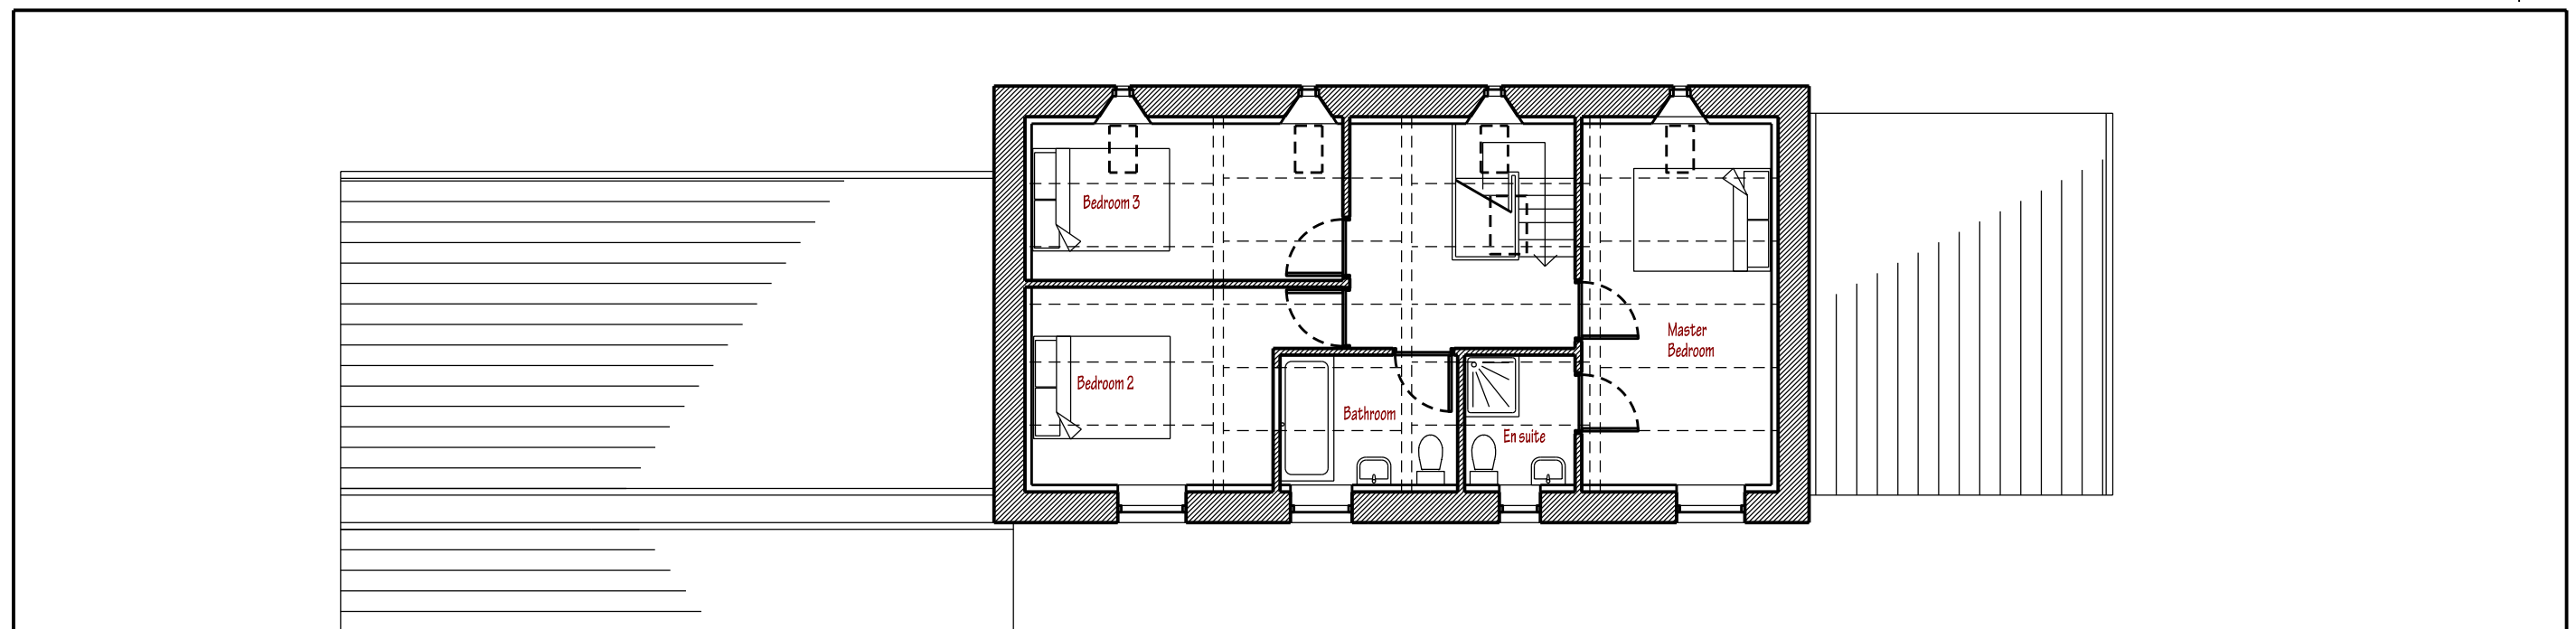 Bedroom 3
Master
Bedroom
Bedroom 2
Bathroom
En suite